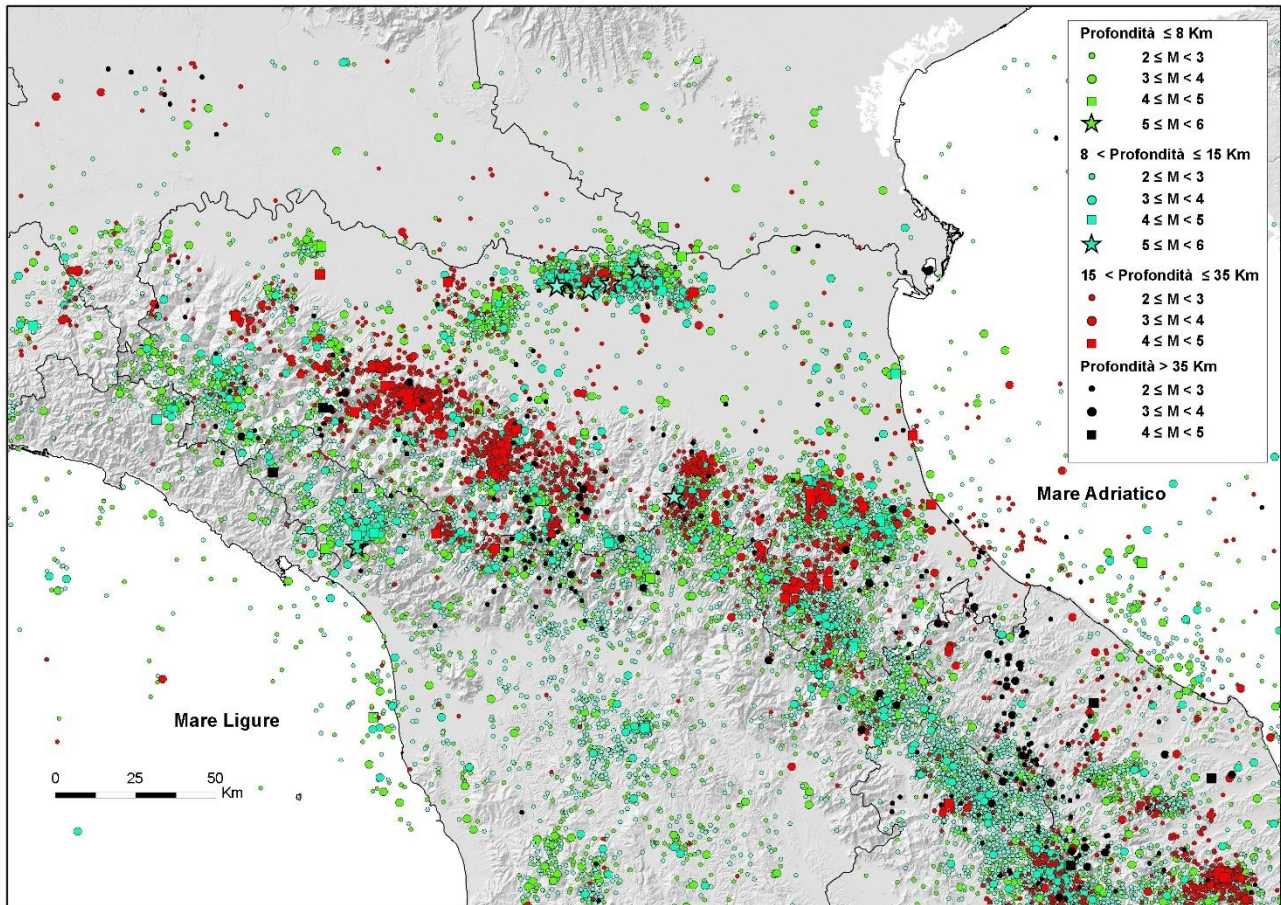 Profondità ≤ 8 Km
2 ≤ M < 3
3 ≤ M < 4
4 ≤ M < 5
5 ≤ M < 6
8 < Profondità ≤ 15 Km
2 ≤ M < 3
3 ≤ M < 4
4 ≤ M < 5
5 ≤ M < 6
15 < Profondità ≤ 35 Km
2 ≤ M < 3
3 ≤ M < 4
4 ≤ M < 5
Profondità > 35 Km
2 ≤ M < 3
3 ≤ M < 4
4 ≤ M < 5
Mare Adriatico
Mare Ligure
0 25 50
Km